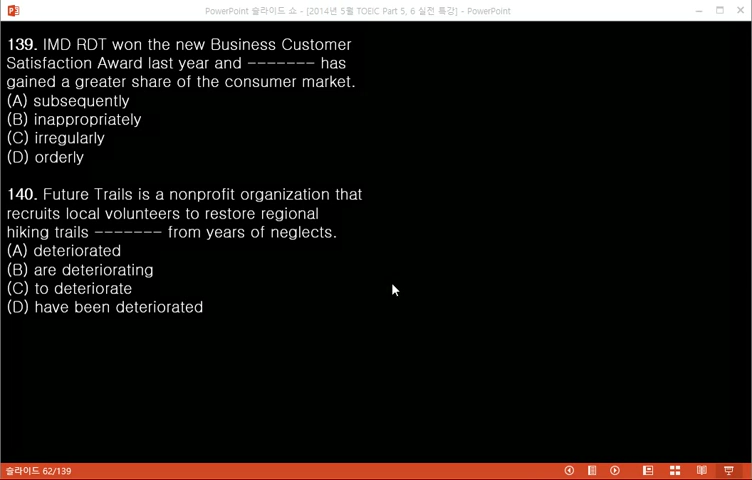 PowerPoint 슬라이드 쇼 - [2014년 5월 TOEIC Part 5, 6 실전 특강] - PowerPoint
139. IMD RDT won the new Business Customer
Satisfaction Award last year and ------- has
gained a greater share of the consumer market.
(A) subsequently
(B) inappropriately
(C) irregularly
(D) orderly
140. Future Trails is a nonprofit organization that
recruits local volunteers to restore regional
hiking trails ------- from years of neglects.
(A) deteriorated
(B) are deteriorating
(C) to deteriorate
(D) have been deteriorated
슬라이드 62/139